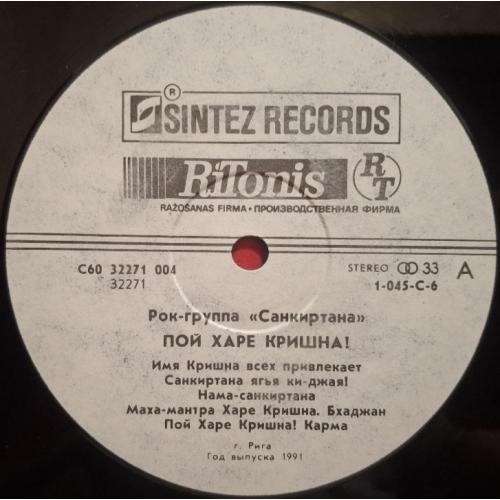 ®
SINTEZ RECORDS
RiTonis RT
RAŽOŠANAS FIRMA • ПРОИЗВОДСТВЕННАЯ ФИРМА
С60 32271 004 STEREO 33 A
32271 1-045-C-6
Рок-группа «Санкиртана»
ПОЙ ХАРЕ КРИШНА!
Имя Кришна всех привлекает
Санкиртана ягья ки-джая!
Нама-санкиртана
Маха-мантра Харе Кришна. Бхаджан
Пой Харе Кришна! Карма
г. Рига
Год выпуска 1991